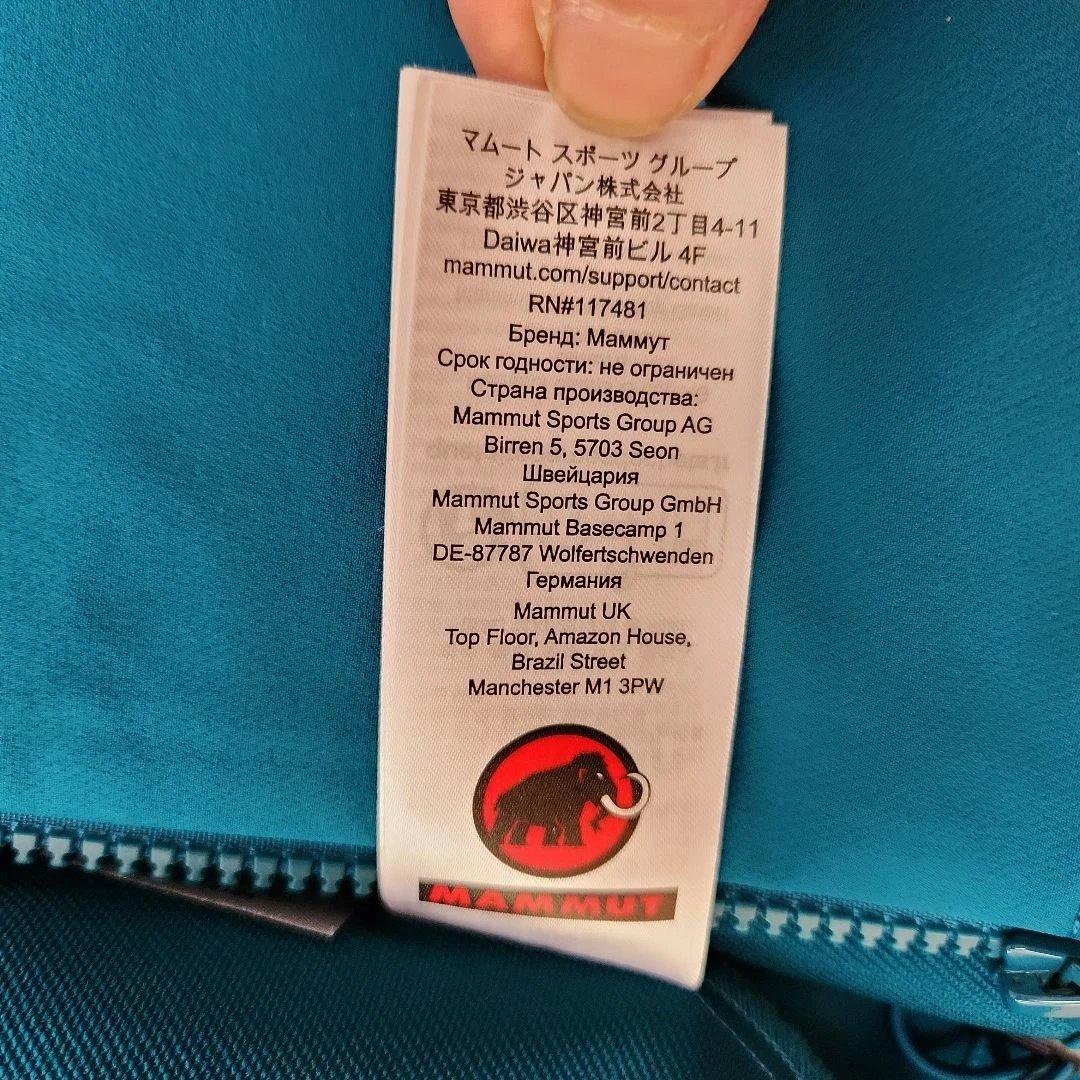 マムート スポーツ グループ
ジャパン株式会社
東京都渋谷区神宮前2丁目4-11
Daiwa神宮前ビル 4F
mammut.com/support/contact
RN#117481
Бренд: Маммут
Срок годности: не ограничен
Страна производства:
Mammut Sports Group AG
Birren 5, 5703 Seon
Швейцария
Mammut Sports Group GmbH
Mammut Basecamp 1
DE-87787 Wolfertschwenden
Германия
Mammut UK
Top Floor, Amazon House,
Brazil Street
Manchester M1 3PW
MAMMUT